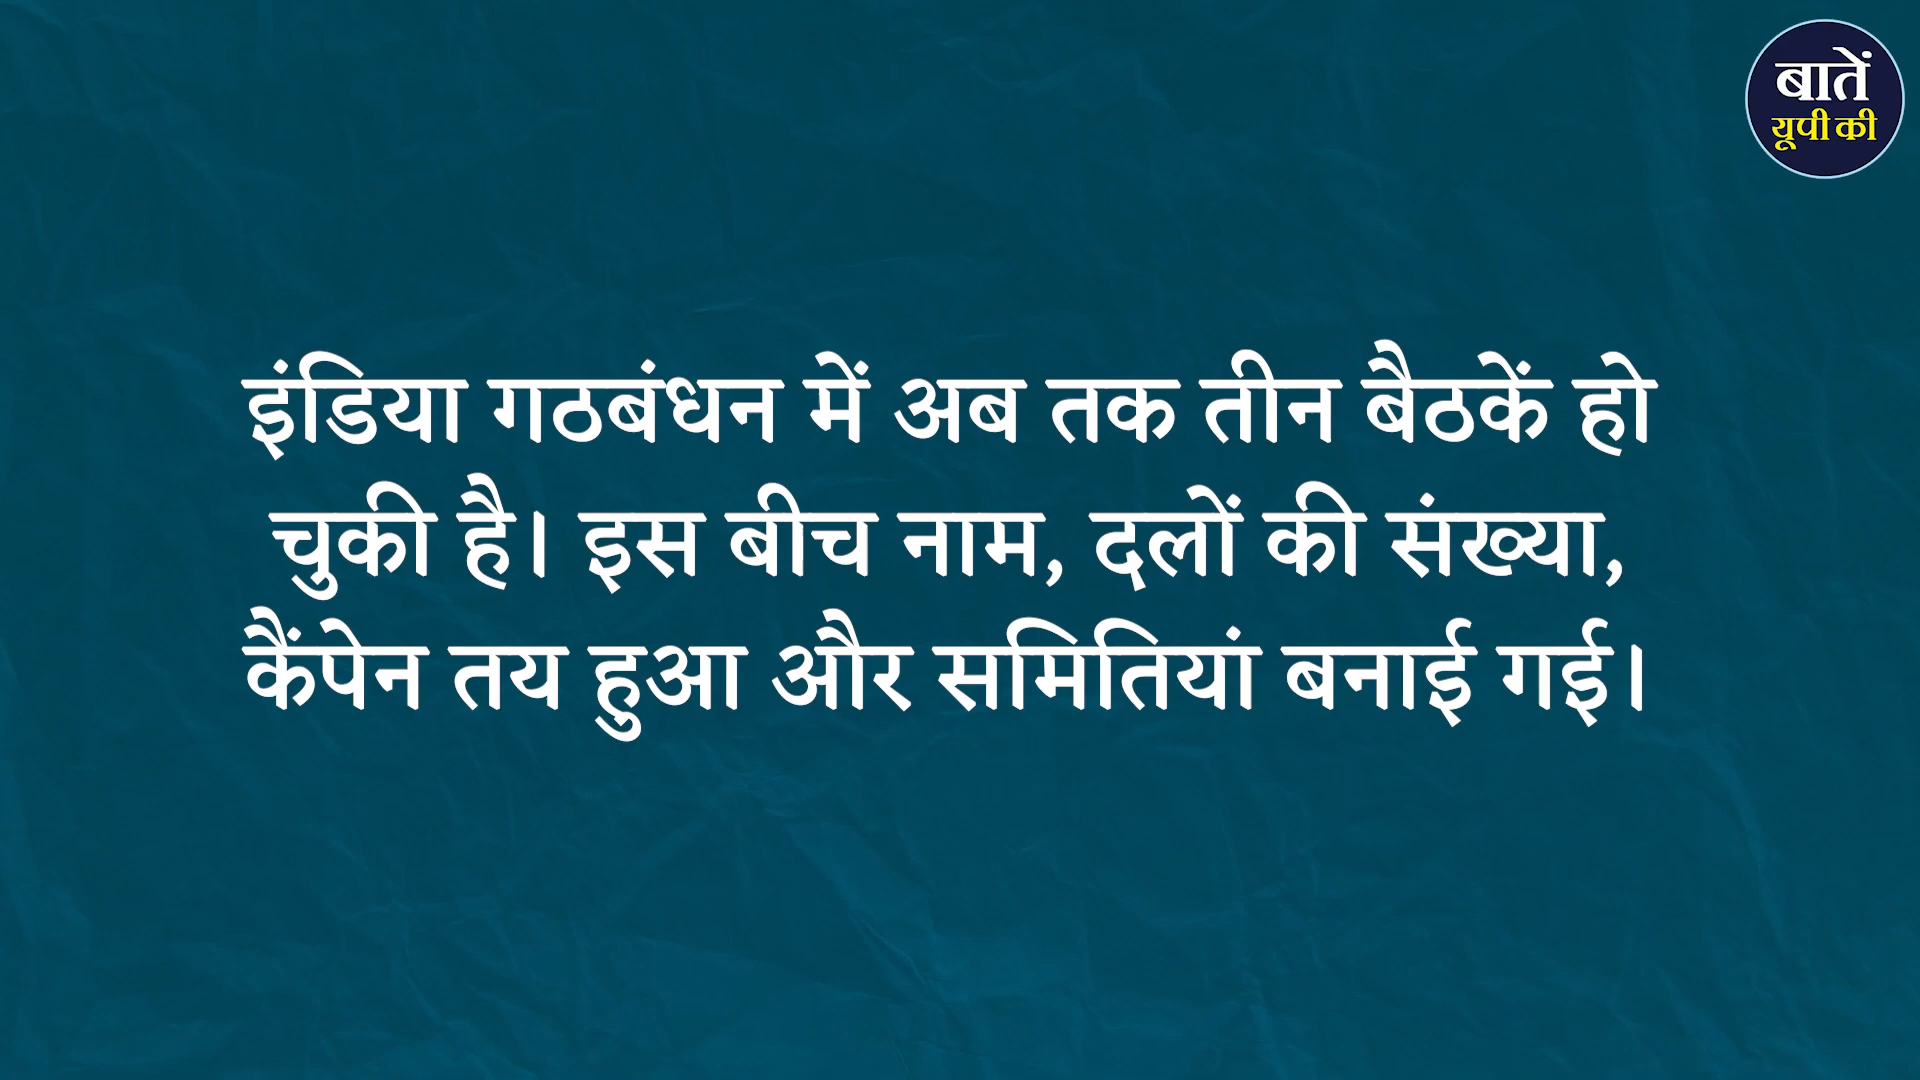 बातें
यूपी की
इंडिया गठबंधन में अब तक तीन बैठकें हो
चुकी है। इस बीच नाम, दलों की संख्या,
कैंपेन तय हुआ और समितियां बनाई गई।